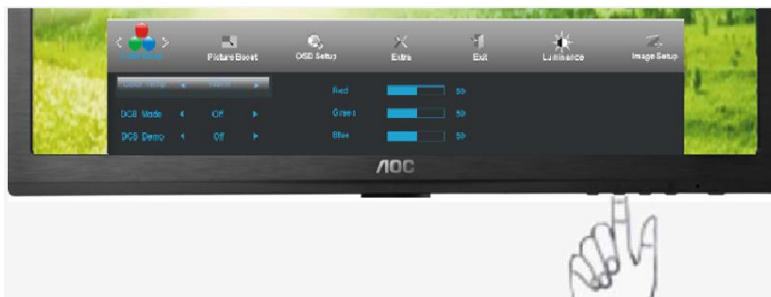 Picture Boost
OSD Setup
Extra
Exit
Luminance
Image Setup
Red 50
DCB Mode Off
Green 50
DCB Demo Off
Blue 50
AOC